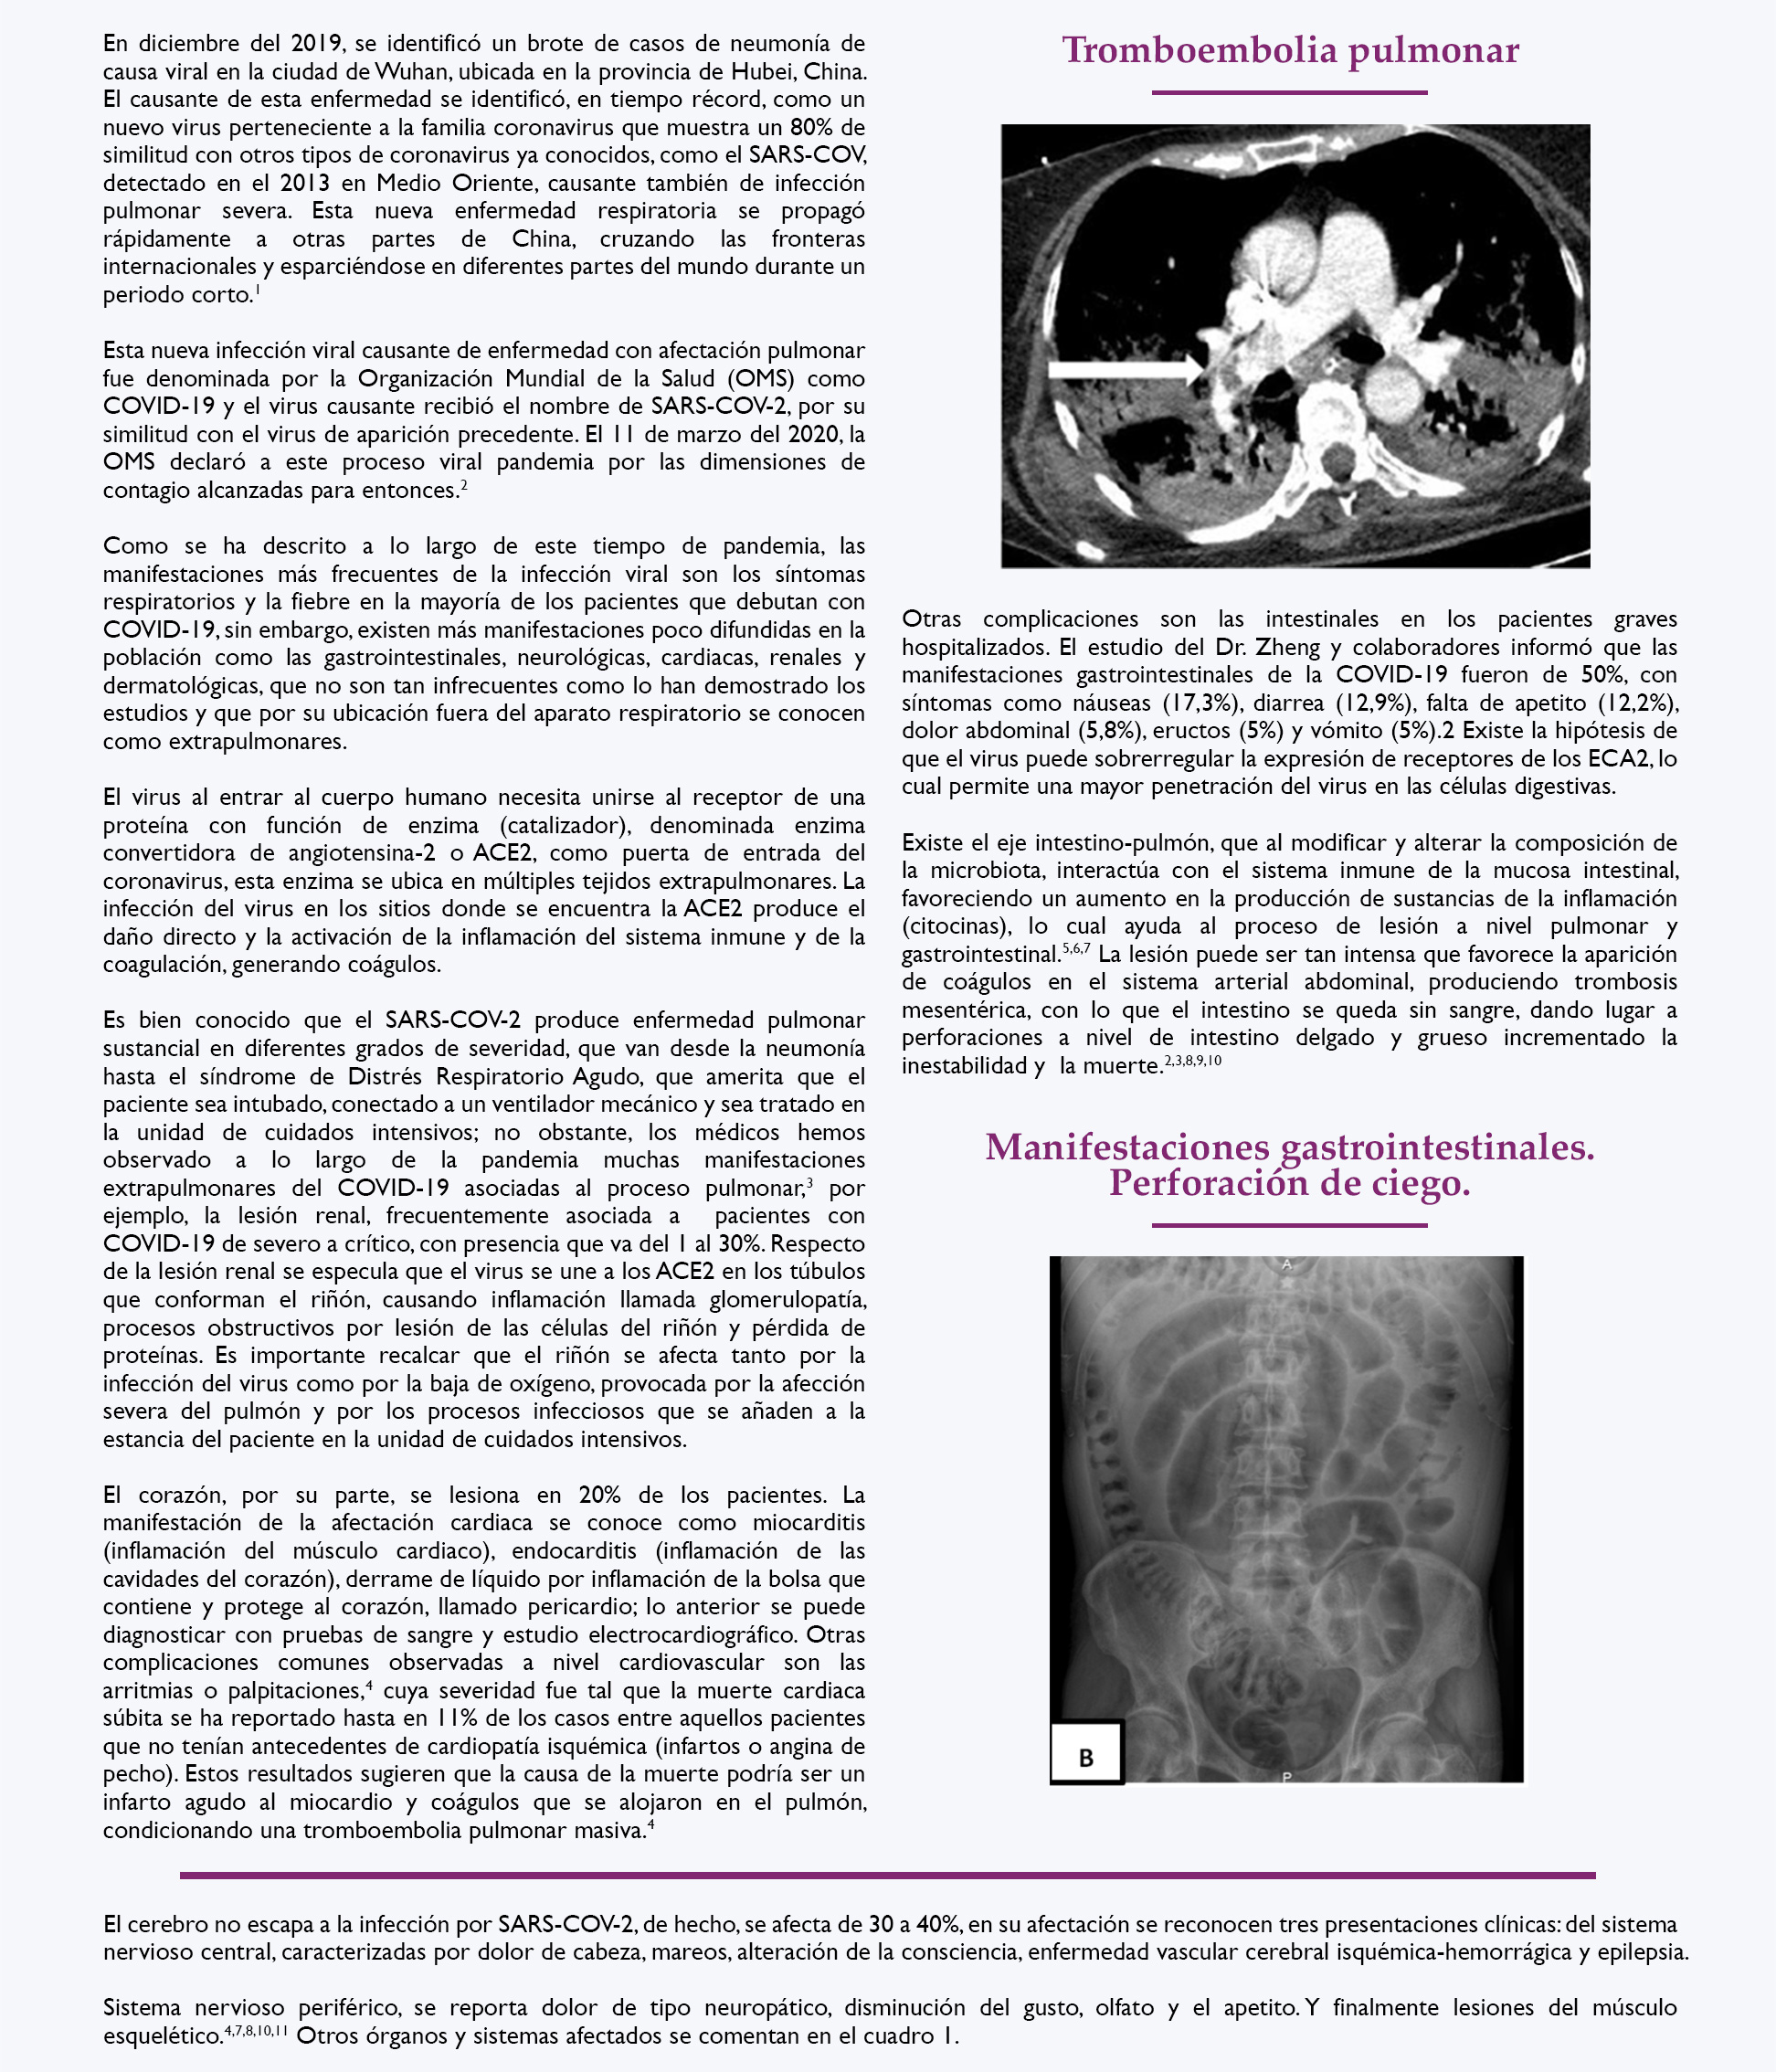 En diciembre del 2019, se identificó un brote de casos de neumonía de
causa viral en la ciudad de Wuhan, ubicada en la provincia de Hubei, China.
El causante de esta enfermedad se identificó, en tiempo récord, como un
nuevo virus perteneciente a la familia coronavirus que muestra un 80% de
similitud con otros tipos de coronavirus ya conocidos, como el SARS-COV,
detectado en el 2013 en Medio Oriente, causante también de infección
pulmonar severa. Esta nueva enfermedad respiratoria se propagó
rápidamente a otras partes de China, cruzando las fronteras
internacionales y esparciéndose en diferentes partes del mundo durante un
periodo corto.1
Esta nueva infección viral causante de enfermedad con afectación pulmonar
fue denominada por la Organización Mundial de la Salud (OMS) como
COVID-19 y el virus causante recibió el nombre de SARS-COV-2, por su
similitud con el virus de aparición precedente. El 11 de marzo del 2020, la
OMS declaró a este proceso viral pandemia por las dimensiones de
contagio alcanzadas para entonces.2
Como se ha descrito a lo largo de este tiempo de pandemia, las
manifestaciones más frecuentes de la infección viral son los síntomas
respiratorios y la fiebre en la mayoría de los pacientes que debutan con
COVID-19, sin embargo, existen más manifestaciones poco difundidas en la
población como las gastrointestinales, neurológicas, cardiacas, renales y
dermatológicas, que no son tan infrecuentes como lo han demostrado los
estudios y que por su ubicación fuera del aparato respiratorio se conocen
como extrapulmonares.
El virus al entrar al cuerpo humano necesita unirse al receptor de una
proteína con función de enzima (catalizador), denominada enzima
convertidora de angiotensina-2 o ACE2, como puerta de entrada del
coronavirus, esta enzima se ubica en múltiples tejidos extrapulmonares. La
infección del virus en los sitios donde se encuentra la ACE2 produce el
daño directo y la activación de la inflamación del sistema inmune y de la
coagulación, generando coágulos.
Es bien conocido que el SARS-COV-2 produce enfermedad pulmonar
sustancial en diferentes grados de severidad, que van desde la neumonía
hasta el síndrome de Distrés Respiratorio Agudo, que amerita que el
paciente sea intubado, conectado a un ventilador mecánico y sea tratado en
la unidad de cuidados intensivos; no obstante, los médicos hemos
observado a lo largo de la pandemia muchas manifestaciones
extrapulmonares del COVID-19 asociadas al proceso pulmonar,3 por
ejemplo, la lesión renal, frecuentemente asociada a pacientes con
COVID-19 de severo a crítico, con presencia que va del 1 al 30%. Respecto
de la lesión renal se especula que el virus se une a los ACE2 en los túbulos
que conforman el riñón, causando inflamación llamada glomerulopatía,
procesos obstructivos por lesión de las células del riñón y pérdida de
proteínas. Es importante recalcar que el riñón se afecta tanto por la
infección del virus como por la baja de oxígeno, provocada por la afección
severa del pulmón y por los procesos infecciosos que se añaden a la
estancia del paciente en la unidad de cuidados intensivos.
El corazón, por su parte, se lesiona en 20% de los pacientes. La
manifestación de la afectación cardiaca se conoce como miocarditis
(inflamación del músculo cardiaco), endocarditis (inflamación de las
cavidades del corazón), derrame de líquido por inflamación de la bolsa que
contiene y protege al corazón, llamado pericardio; lo anterior se puede
diagnosticar con pruebas de sangre y estudio electrocardiográfico. Otras
complicaciones comunes observadas a nivel cardiovascular son las
arritmias o palpitaciones,4 cuya severidad fue tal que la muerte cardiaca
súbita se ha reportado hasta en 11% de los casos entre aquellos pacientes
que no tenían antecedentes de cardiopatía isquémica (infartos o angina de
pecho). Estos resultados sugieren que la causa de la muerte podría ser un
infarto agudo al miocardio y coágulos que se alojaron en el pulmón,
condicionando una tromboembolia pulmonar masiva.4
Tromboembolia pulmonar
Otras complicaciones son las intestinales en los pacientes graves
hospitalizados. El estudio del Dr. Zheng y colaboradores informó que las
manifestaciones gastrointestinales de la COVID-19 fueron de 50%, con
síntomas como náuseas (17,3%), diarrea (12,9%), falta de apetito (12,2%),
dolor abdominal (5,8%), eructos (5%) y vómito (5%).2 Existe la hipótesis de
que el virus puede sobrerregular la expresión de receptores de los ECA2, lo
cual permite una mayor penetración del virus en las células digestivas.
Existe el eje intestino-pulmón, que al modificar y alterar la composición de
la microbiota, interactúa con el sistema inmune de la mucosa intestinal,
favoreciendo un aumento en la producción de sustancias de la inflamación
(citocinas), lo cual ayuda al proceso de lesión a nivel pulmonar y
gastrointestinal.5,6,7 La lesión puede ser tan intensa que favorece la aparición
de coágulos en el sistema arterial abdominal, produciendo trombosis
mesentérica, con lo que el intestino se queda sin sangre, dando lugar a
perforaciones a nivel de intestino delgado y grueso incrementado la
inestabilidad y la muerte.2,3,8,9,10
Manifestaciones gastrointestinales.
Perforación de ciego.
A
B
P
El cerebro no escapa a la infección por SARS-COV-2, de hecho, se afecta de 30 a 40%, en su afectación se reconocen tres presentaciones clínicas: del sistema
nervioso central, caracterizadas por dolor de cabeza, mareos, alteración de la consciencia, enfermedad vascular cerebral isquémica-hemorrágica y epilepsia.
Sistema nervioso periférico, se reporta dolor de tipo neuropático, disminución del gusto, olfato y el apetito. Y finalmente lesiones del músculo
esquelético.4,7,8,10,11 Otros órganos y sistemas afectados se comentan en el cuadro 1.